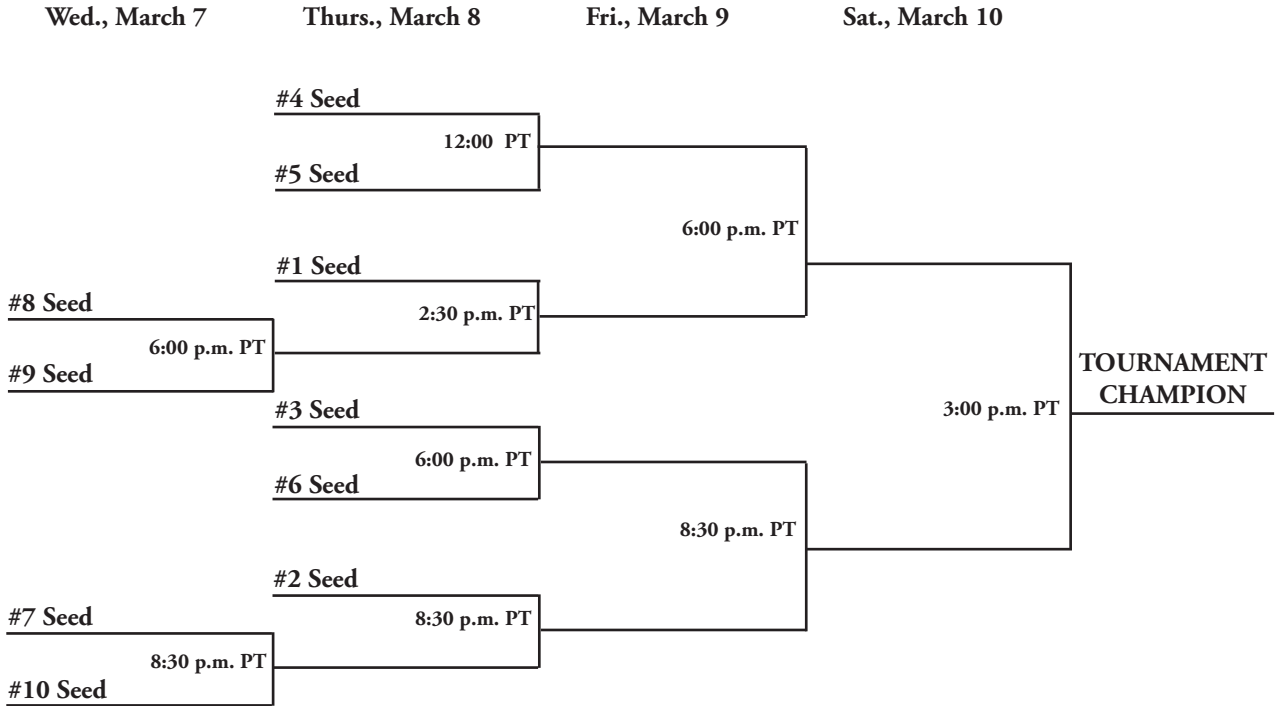 Wed., March 7 Thurs., March 8 Fri., March 9 Sat., March 10
#4 Seed
12:00 PT
#5 Seed
6:00 p.m. PT
#1 Seed
#8 Seed
2:30 p.m. PT
6:00 p.m. PT
#9 Seed
TOURNAMENT
CHAMPION
#3 Seed
3:00 p.m. PT
6:00 p.m. PT
#6 Seed
8:30 p.m. PT
#2 Seed
#7 Seed
8:30 p.m. PT
8:30 p.m. PT
#10 Seed